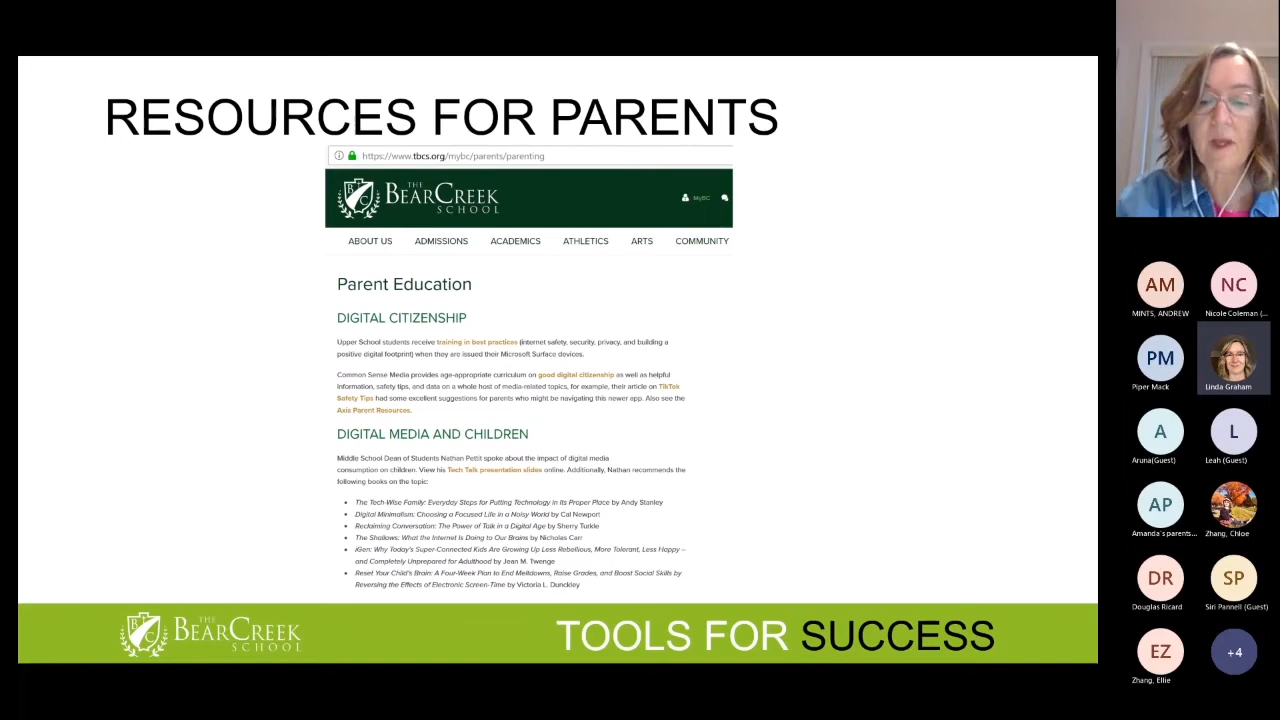 RESOURCES FOR PARENTS
https://www.tbcs.org/mybc/parents/parenting
THE
BEARCREEK
SCHOOL
B C
MyBC
ABOUT US ADMISSIONS ACADEMICS ATHLETICS ARTS COMMUNITY
Parent Education
DIGITAL CITIZENSHIP
Upper School students receive training in best practices (internet safety, security, privacy, and building a
positive digital footprint) when they are issued their Microsoft Surface devices.
Common Sense Media provides age-appropriate curriculum on good digital citizenship as well as helpful
information, safety tips, and data on a whole host of media-related topics, for example, their article on TikTok
Safety Tips had some excellent suggestions for parents who might be navigating this newer app. Also see the
Axis Parent Resources.
DIGITAL MEDIA AND CHILDREN
Middle School Dean of Students Nathan Pettit spoke about the impact of digital media
consumption on children. View his Tech Talk presentation slides online. Additionally, Nathan recommends the
following books on the topic:
• The Tech-Wise Family: Everyday Steps for Putting Technology in Its Proper Place by Andy Stanley
• Digital Minimalism: Choosing a Focused Life in a Noisy World by Cal Newport
• Reclaiming Conversation: The Power of Talk in a Digital Age by Sherry Turkle
• The Shallows: What the Internet Is Doing to Our Brains by Nicholas Carr
• iGen: Why Today's Super-Connected Kids Are Growing Up Less Rebellious, More Tolerant, Less Happy –
and Completely Unprepared for Adulthood by Jean M. Twenge
• Reset Your Child's Brain: A Four-Week Plan to End Meltdowns, Raise Grades, and Boost Social Skills by
Reversing the Effects of Electronic Screen-Time by Victoria L. Dunckley
B C
THE
BEARCREEK
SCHOOL
TOOLS FOR SUCCESS
AM
MINTS, ANDREW
NC
Nicole Coleman (...
PM
Piper Mack
Linda Graham
A
Aruna(Guest)
L
Leah (Guest)
AP
Amanda's parents...
Zhang, Chloe
DR
Douglas Ricard
SP
Siri Pannell (Guest)
EZ
Zhang, Ellie
+4